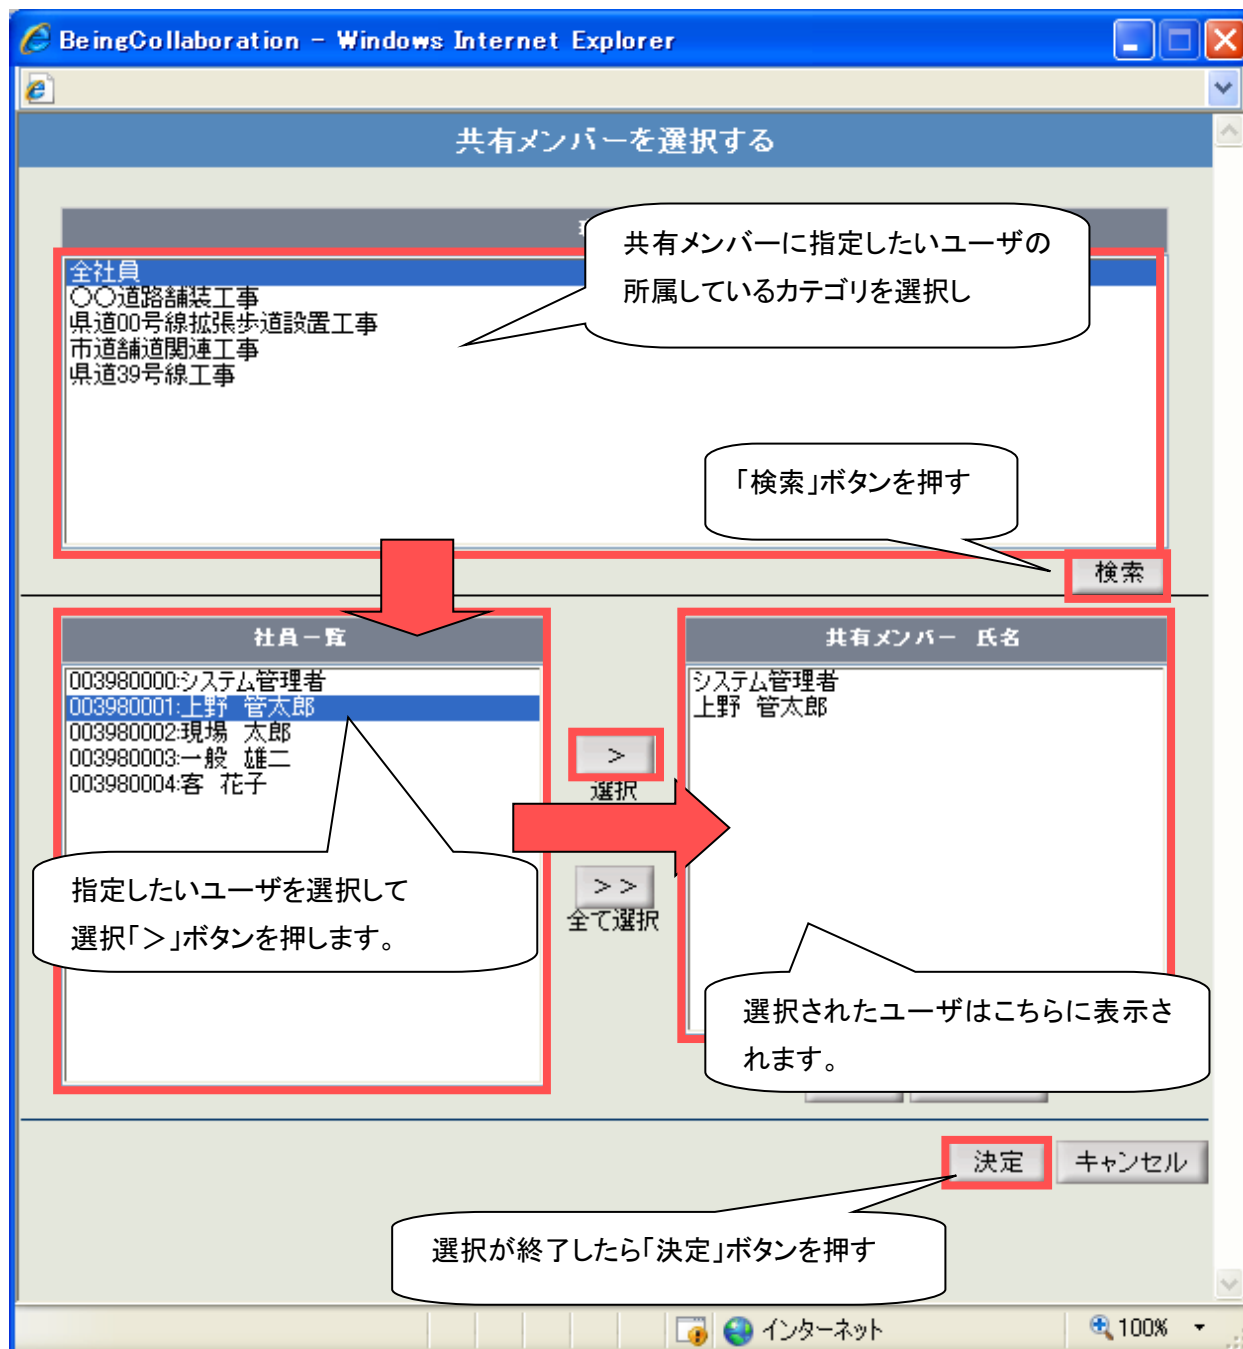 BeingCollaboration - Windows Internet Explorer
共有メンバーを選択する
共有メンバーに指定したいユーザの
所属しているカテゴリを選択し
全社員
〇〇道路舗装工事
県道00号線拡張歩道設置工事
市道舗道関連工事
県道39号線工事
「検索」ボタンを押す
検索
社員一覧
003980000:システム管理者
003980001:上野 管太郎
003980002:現場 太郎
003980003:一般 雄二
003980004:客 花子
>
選択
>>
全て選択
共有メンバー 氏名
システム管理者
上野 管太郎
指定したいユーザを選択して
選択「＞」ボタンを押します。
選択されたユーザはこちらに表示さ
れます。
決定
キャンセル
選択が終了したら「決定」ボタンを押す
インターネット
100%